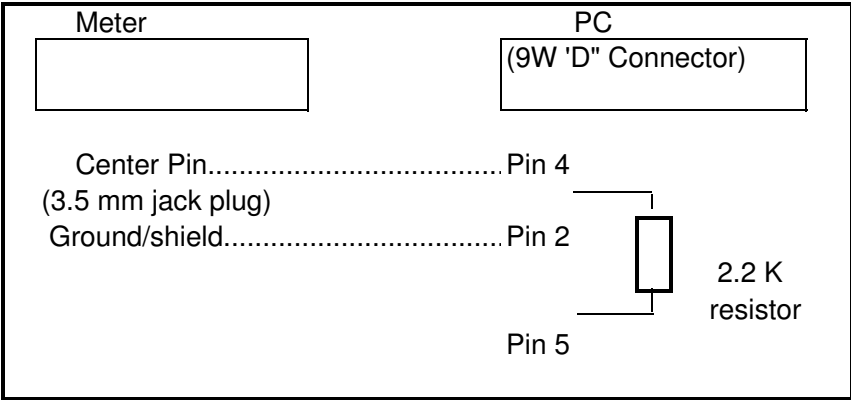 Meter PC
(9W 'D" Connector)
Center Pin..................................... Pin 4
(3.5 mm jack plug)
Ground/shield................................... Pin 2
2.2 K
resistor
Pin 5